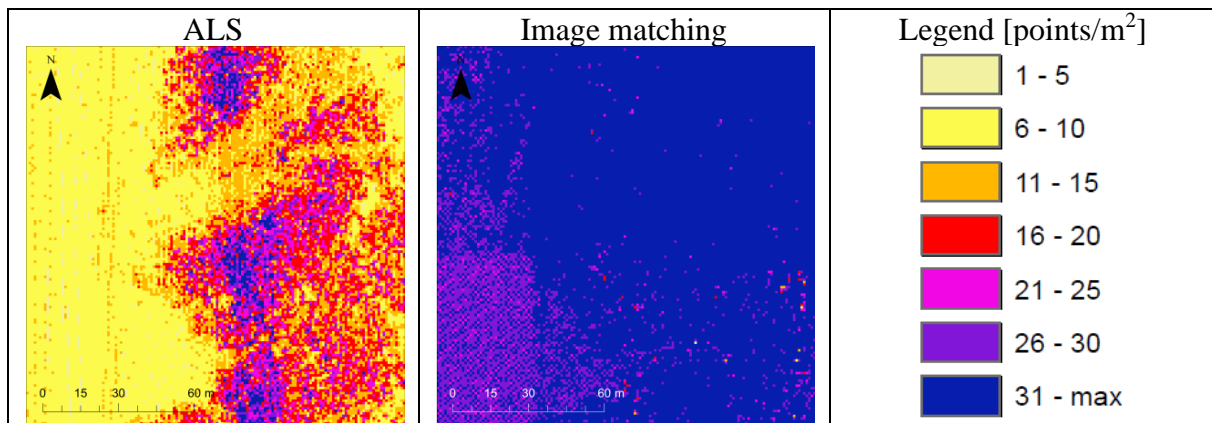 ALS
Image matching
Legend [points/m²]
N
0 15 30 60 m
N
0 15 30 60 m
1 - 5
6 - 10
11 - 15
16 - 20
21 - 25
26 - 30
31 - max